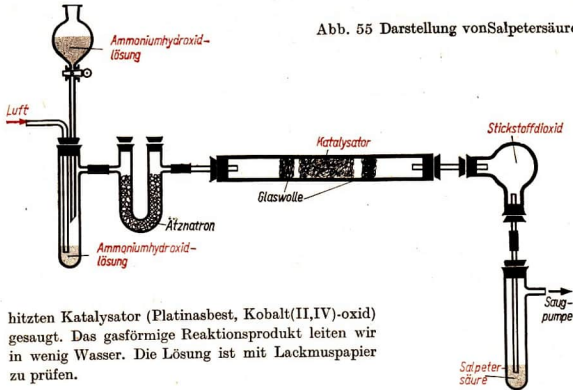 Abb. 55 Darstellung vonSalpetersäure
Ammoniumhydroxid-
lösung
Luft
Katalysator
Stickstoffdioxid
Glaswolle
Ätznatron
Ammoniumhydroxid-
lösung
Saug-
pumpe
Salpeter-
säure
hitzten Katalysator (Platinasbest, Kobalt(II,IV)-oxid)
gesaugt. Das gasförmige Reaktionsprodukt leiten wir
in wenig Wasser. Die Lösung ist mit Lackmuspapier
zu prüfen.